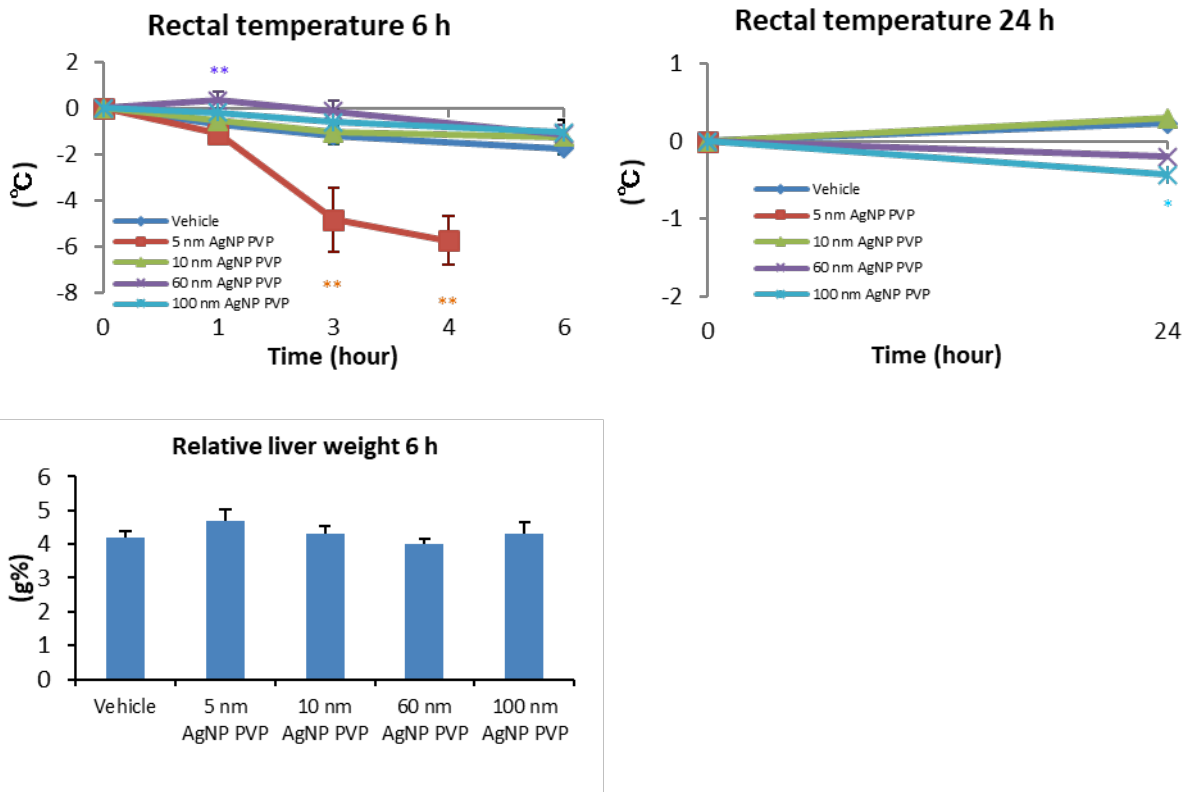 Rectal temperature 6 h
2
**
0
-2
-4
-6
-8
(°C)
Vehicle
5 nm AgNP PVP
10 nm AgNP PVP
60 nm AgNP PVP
100 nm AgNP PVP
** **
0 1 3 4 6
Time (hour)
Rectal temperature 24 h
1
0
-1
-2
(°C)
Vehicle
5 nm AgNP PVP
10 nm AgNP PVP
60 nm AgNP PVP
100 nm AgNP PVP
*
0 24
Time (hour)
Relative liver weight 6 h
6
5
4
3
2
1
0
(g%)
Vehicle 5 nm 10 nm 60 nm 100 nm
AgNP PVP AgNP PVP AgNP PVP AgNP PVP